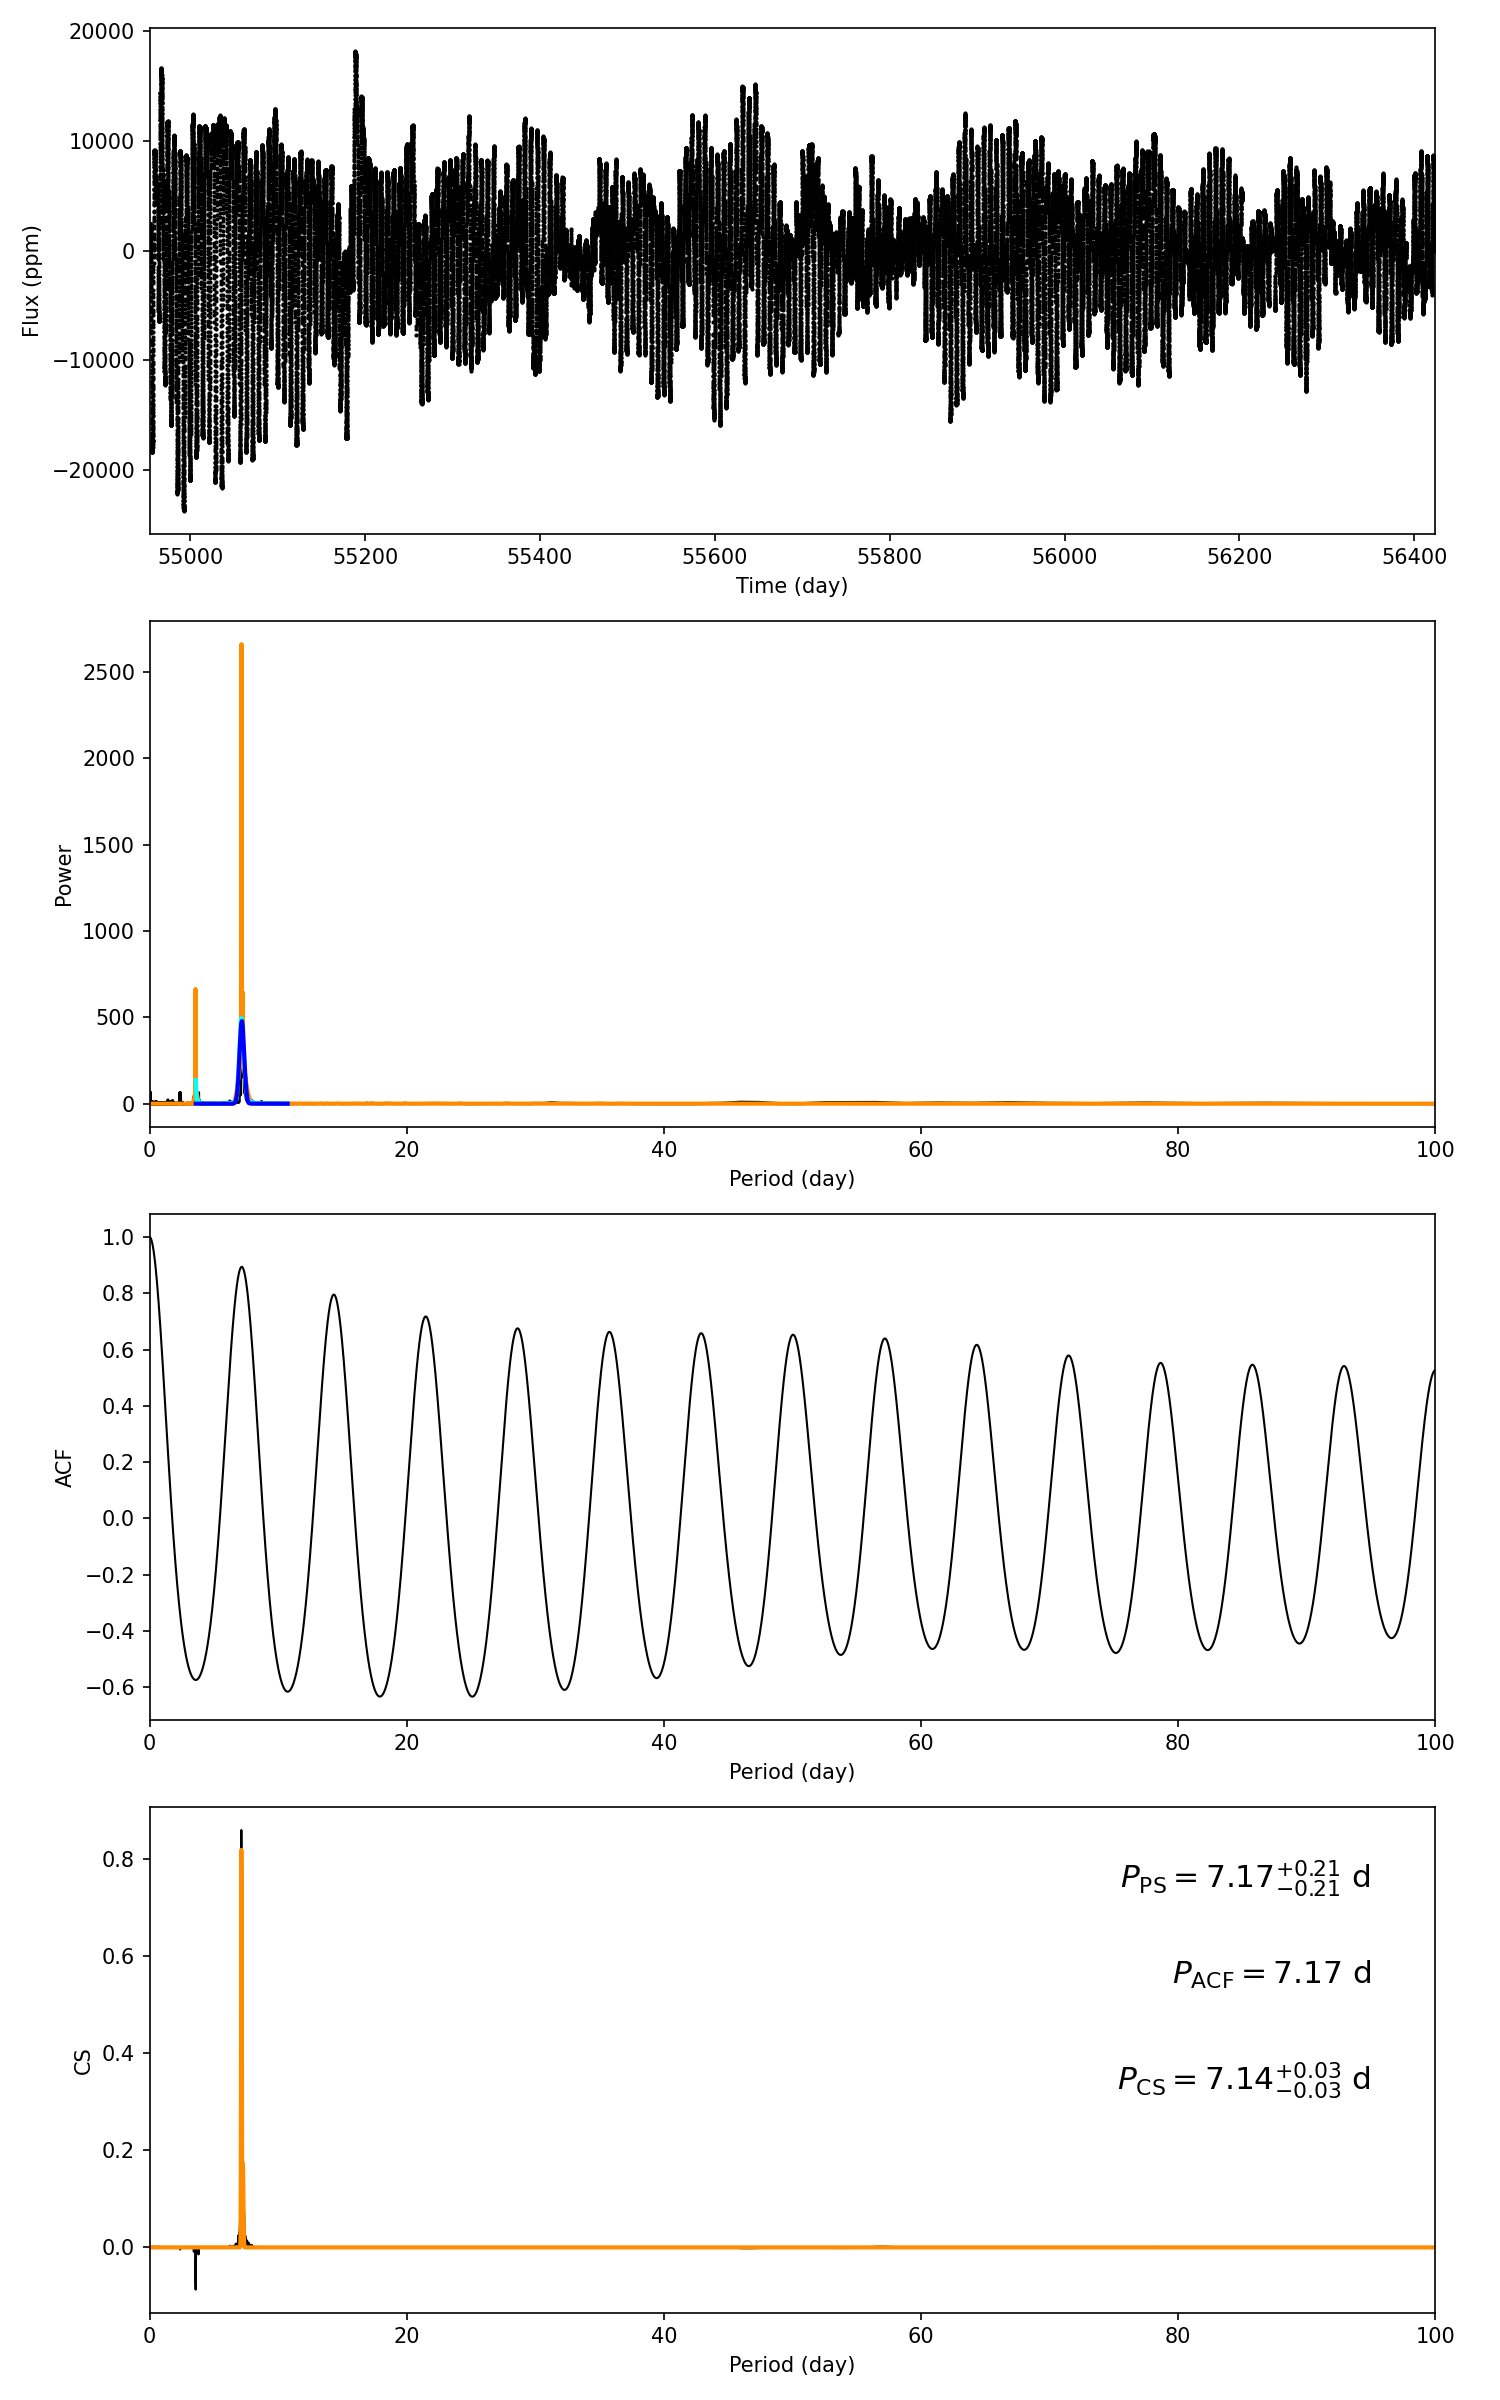 20000
10000
0
−10000
−20000
Flux (ppm)
55000 55200 55400 55600 55800 56000 56200 56400
Time (day)
2500
2000
1500
1000
500
0
Power
0 20 40 60 80 100
Period (day)
1.0
0.8
0.6
0.4
0.2
0.0
−0.2
−0.4
−0.6
ACF
0 20 40 60 80 100
Period (day)
0.8
0.6
0.4
0.2
0.0
CS
P_PS = 7.17 +0.21 −0.21 d
P_ACF = 7.17 d
P_CS = 7.14 +0.03 −0.03 d
0 20 40 60 80 100
Period (day)